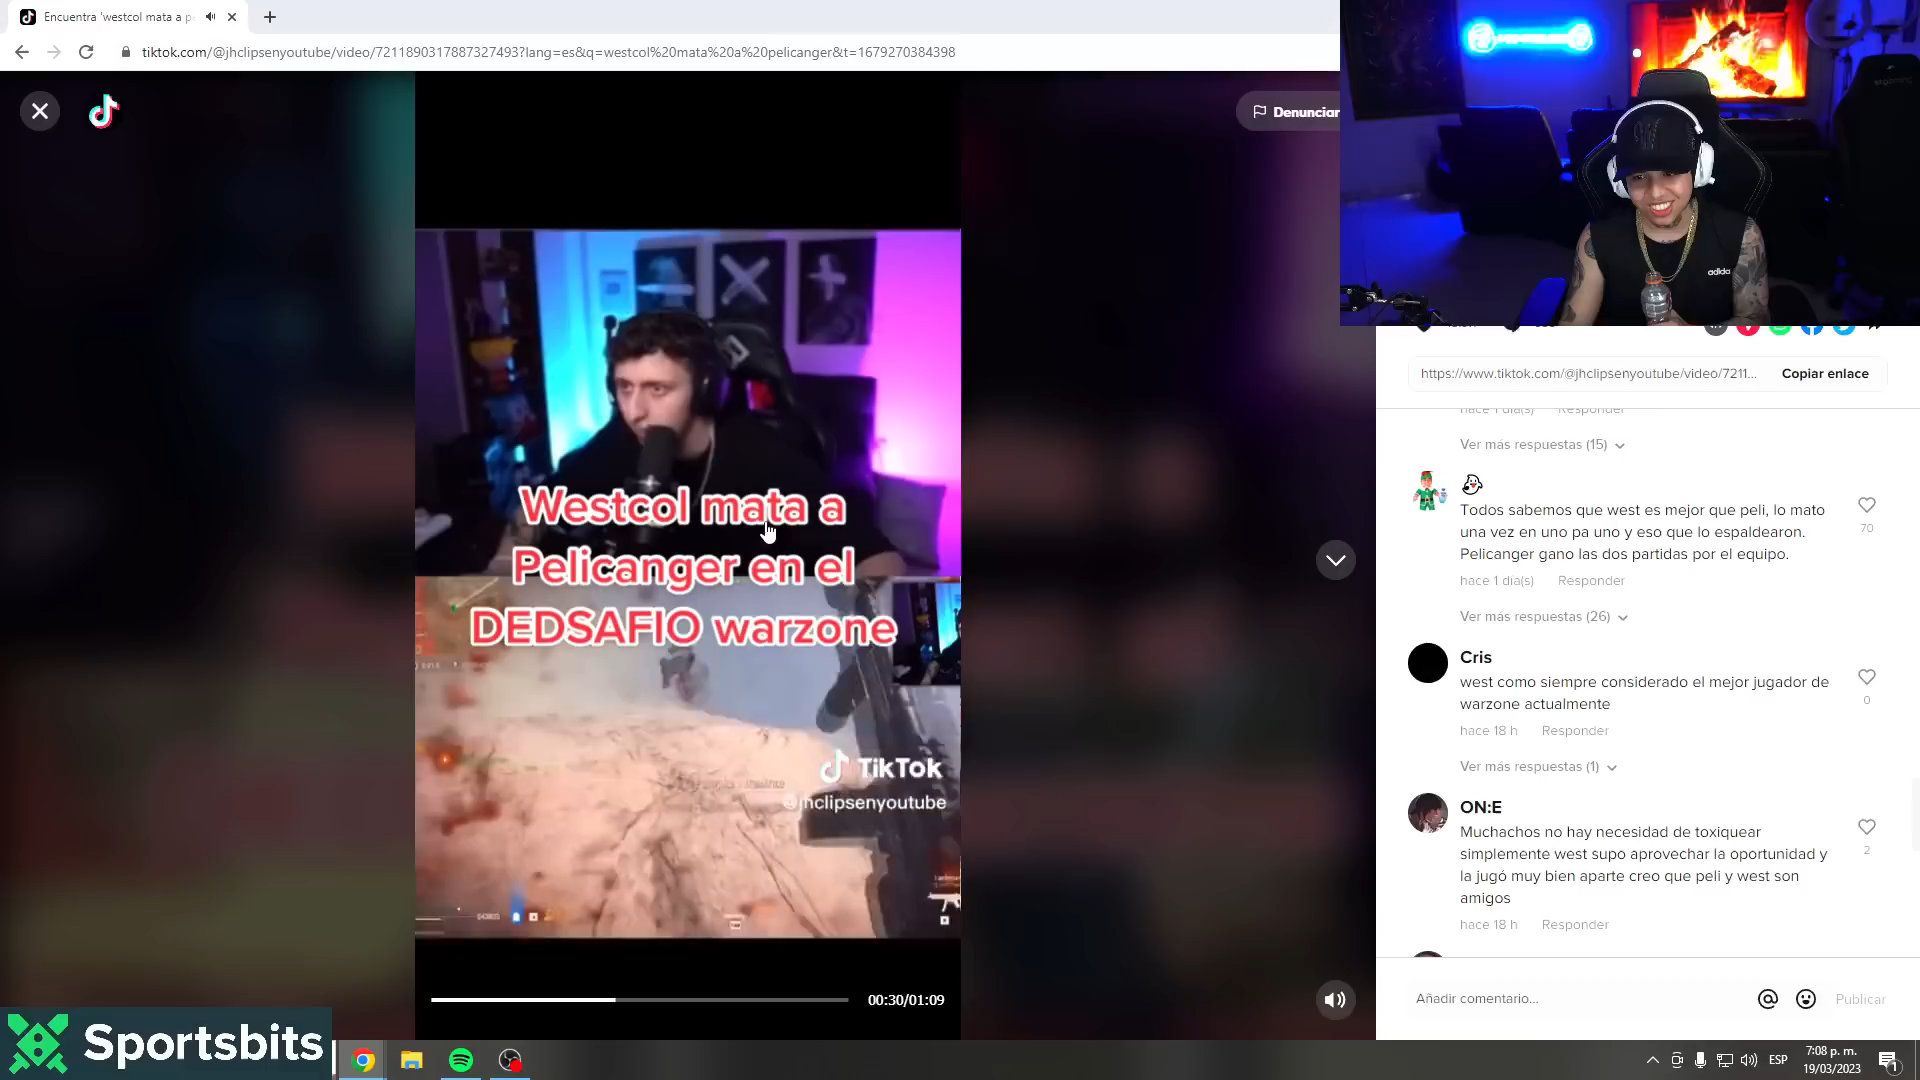 Encuentra 'westcol mata a p
tiktok.com/@jhclipsenyoutube/video/7211890317887327493?lang=es&q=westcol%20mata%20a%20pelicanger&t=1679270384398
Denunciar
adidas
Westcol mata a
Pelicanger en el
DEDSAFIO warzone
TikTok
@jhclipsenyoutube
00:30/01:09
https://www.tiktok.com/@jhclipsenyoutube/video/7211...
Copiar enlace
hace 1 día(s) Responder
Ver más respuestas (15)
Todos sabemos que west es mejor que peli, lo mato
una vez en uno pa uno y eso que lo espaldearon.
Pelicanger gano las dos partidas por el equipo.
70
hace 1 día(s) Responder
Ver más respuestas (26)
Cris
west como siempre considerado el mejor jugador de
warzone actualmente
0
hace 18 h Responder
Ver más respuestas (1)
ON:E
Muchachos no hay necesidad de toxiquear
simplemente west supo aprovechar la oportunidad y
la jugó muy bien aparte creo que peli y west son
amigos
2
hace 18 h Responder
Añadir comentario...
Publicar
Sportsbits
ESP
7:08 p. m.
19/03/2023
1